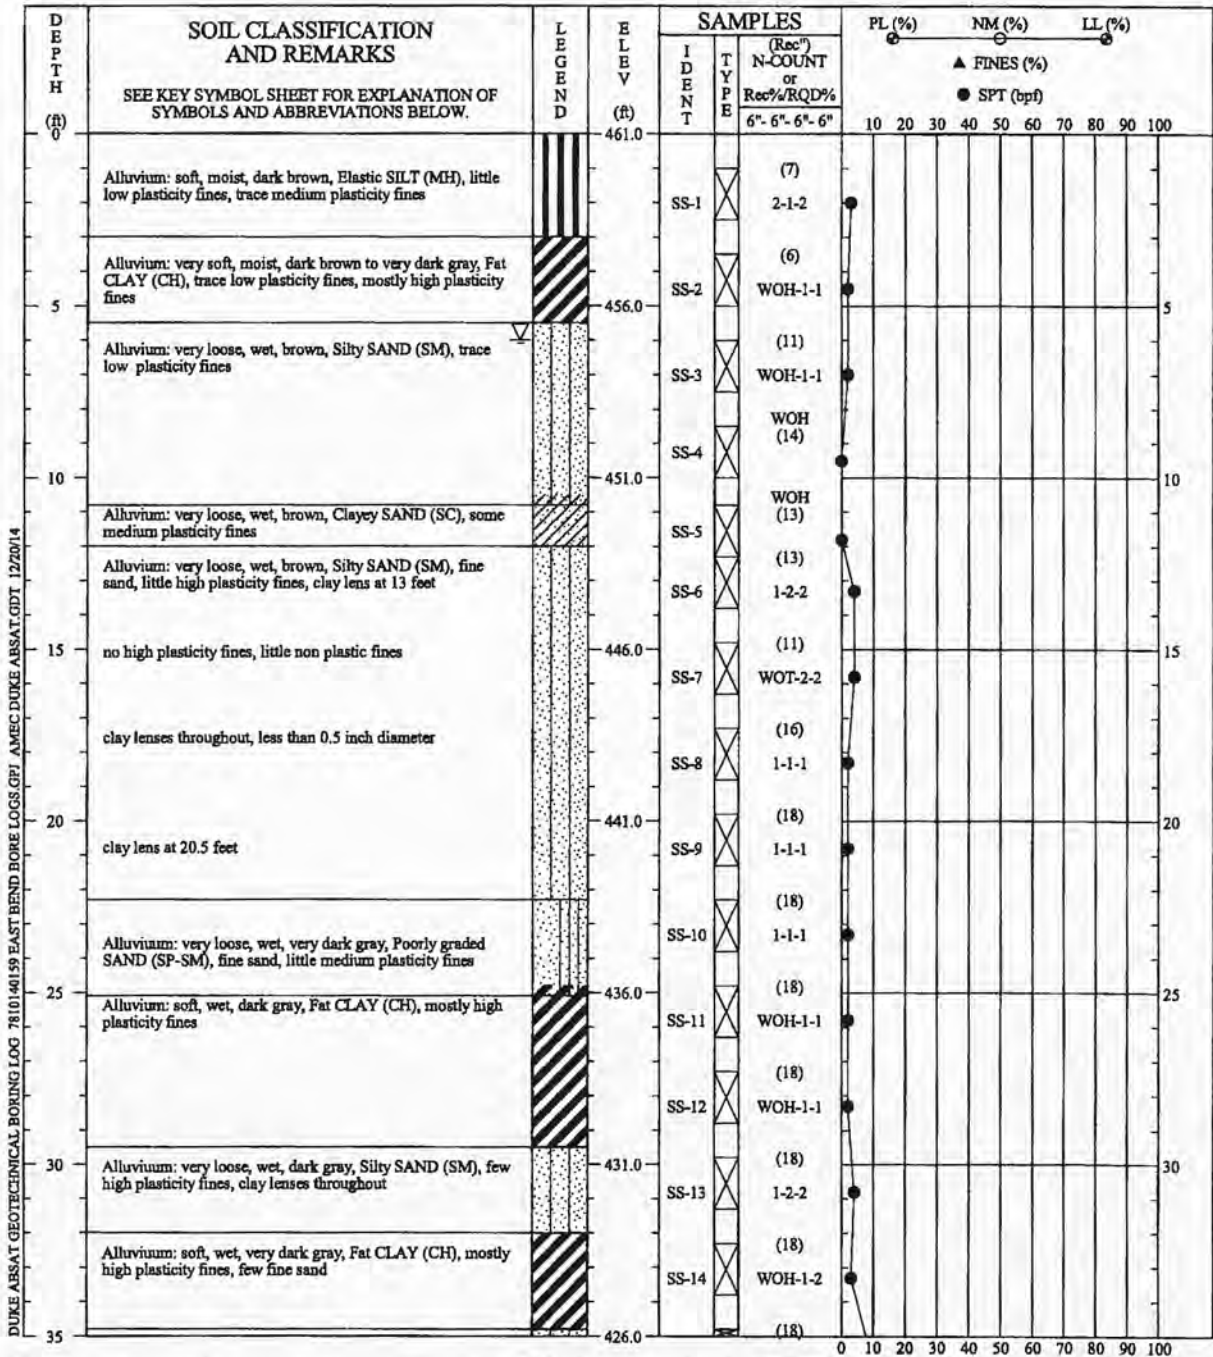 DEPTH
(ft)
SOIL CLASSIFICATION
AND REMARKS
SEE KEY SYMBOL SHEET FOR EXPLANATION OF
SYMBOLS AND ABBREVIATIONS BELOW.
LEGEND
ELEV
(ft)
SAMPLES
IDENT
TYPE
(Rec")
N-COUNT
or
Rec%/RQD%
6"- 6"- 6"- 6"
PL (%) NM (%) LL (%)
▲ FINES (%)
● SPT (bpf)
10 20 30 40 50 60 70 80 90 100
0 461.0
Alluvium: soft, moist, dark brown, Elastic SILT (MH), little
low plasticity fines, trace medium plasticity fines
(7)
SS-1 2-1-2
Alluvium: very soft, moist, dark brown to very dark gray, Fat
CLAY (CH), trace low plasticity fines, mostly high plasticity
fines
(6)
SS-2 WOH-1-1
5 456.0 5
Alluvium: very loose, wet, brown, Silty SAND (SM), trace
low plasticity fines
(11)
SS-3 WOH-1-1
WOH
(14)
SS-4
10 451.0 10
Alluvium: very loose, wet, brown, Clayey SAND (SC), some
medium plasticity fines
WOH
(13)
SS-5
Alluvium: very loose, wet, brown, Silty SAND (SM), fine
sand, little high plasticity fines, clay lens at 13 feet
(13)
SS-6 1-2-2
15 no high plasticity fines, little non plastic fines 446.0 15
(11)
SS-7 WOT-2-2
clay lenses throughout, less than 0.5 inch diameter
(16)
SS-8 1-1-1
20 441.0 20
(18)
clay lens at 20.5 feet
SS-9 1-1-1
Alluvium: very loose, wet, very dark gray, Poorly graded
SAND (SP-SM), fine sand, little medium plasticity fines
(18)
SS-10 1-1-1
25 436.0 25
Alluvium: soft, wet, dark gray, Fat CLAY (CH), mostly high
plasticity fines
(18)
SS-11 WOH-1-1
(18)
SS-12 WOH-1-1
30 431.0 30
Alluvium: very loose, wet, dark gray, Silty SAND (SM), few
high plasticity fines, clay lenses throughout
(18)
SS-13 1-2-2
Alluvium: soft, wet, very dark gray, Fat CLAY (CH), mostly
high plasticity fines, few fine sand
(18)
SS-14 WOH-1-2
35 426.0
(18)
0 10 20 30 40 50 60 70 80 90 100
DUKE ABSAT GEOTECHNICAL BORING LOG 7810140159 EAST BEND BORE LOGS.GPJ AMEC DUKE ABSAT.GDT 12/20/14